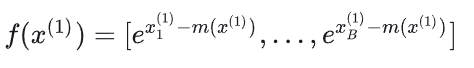 $f(x^{(1)}) = [e^{x_1^{(1)} - m(x^{(1)})}, \ldots, e^{x_B^{(1)} - m(x^{(1)})}]$